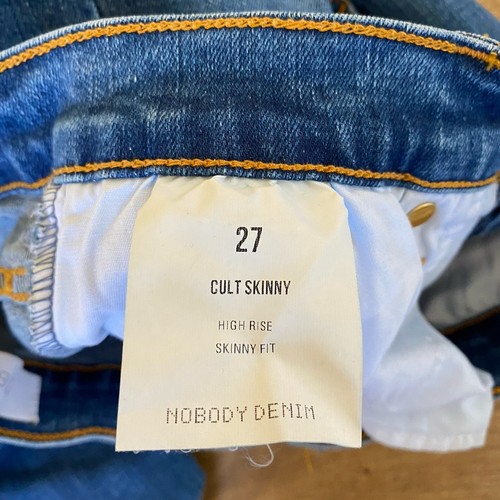 27
CULT SKINNY
HIGH RISE
SKINNY FIT
NOBODY DENIM